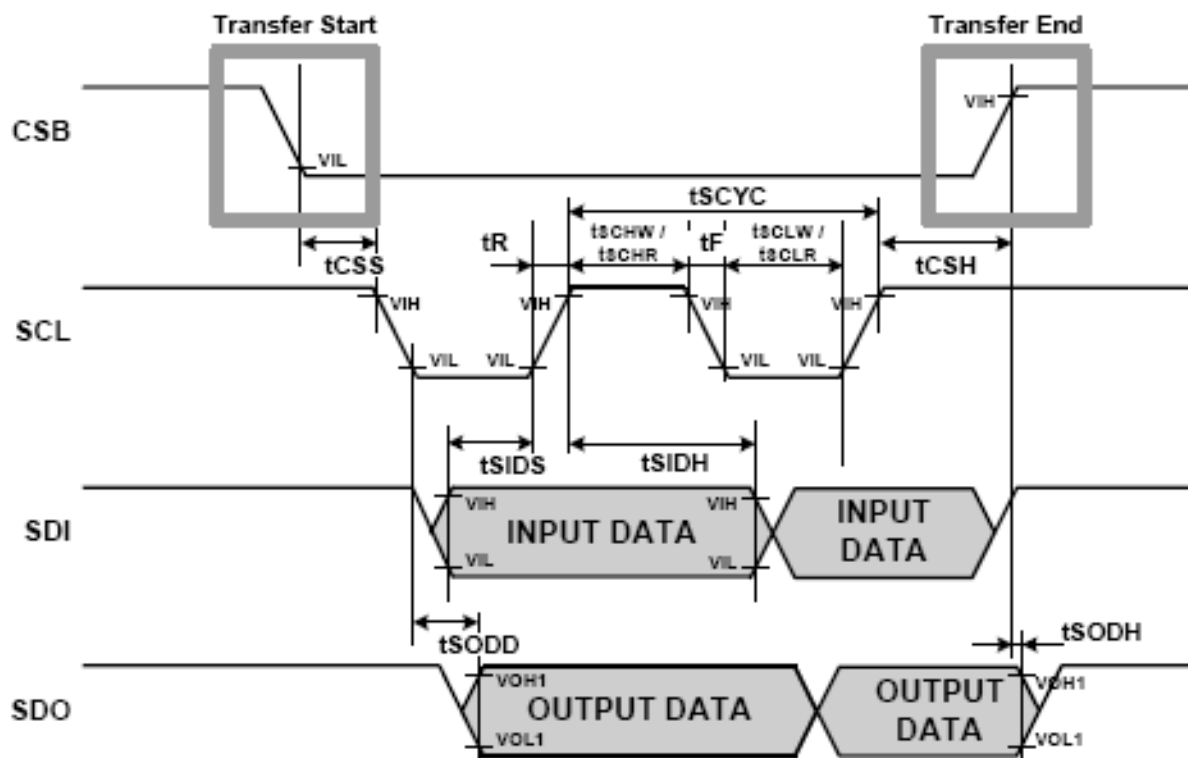 Transfer Start
Transfer End
CSB
VIL
VIH
tSCYC
tCSS
tR
tSCHW /
tSCHR
tF
tSCLW /
tSCLR
tCSH
SCL
VIH
VIL
VIL
VIH
VIH
VIL
VIL
VIH
tSIDS
tSIDH
SDI
VIH
VIL
INPUT DATA
VIH
VIL
INPUT
DATA
tSODD
tSODH
SDO
VOH1
VOL1
OUTPUT DATA
OUTPUT
DATA
VOH1
VOL1